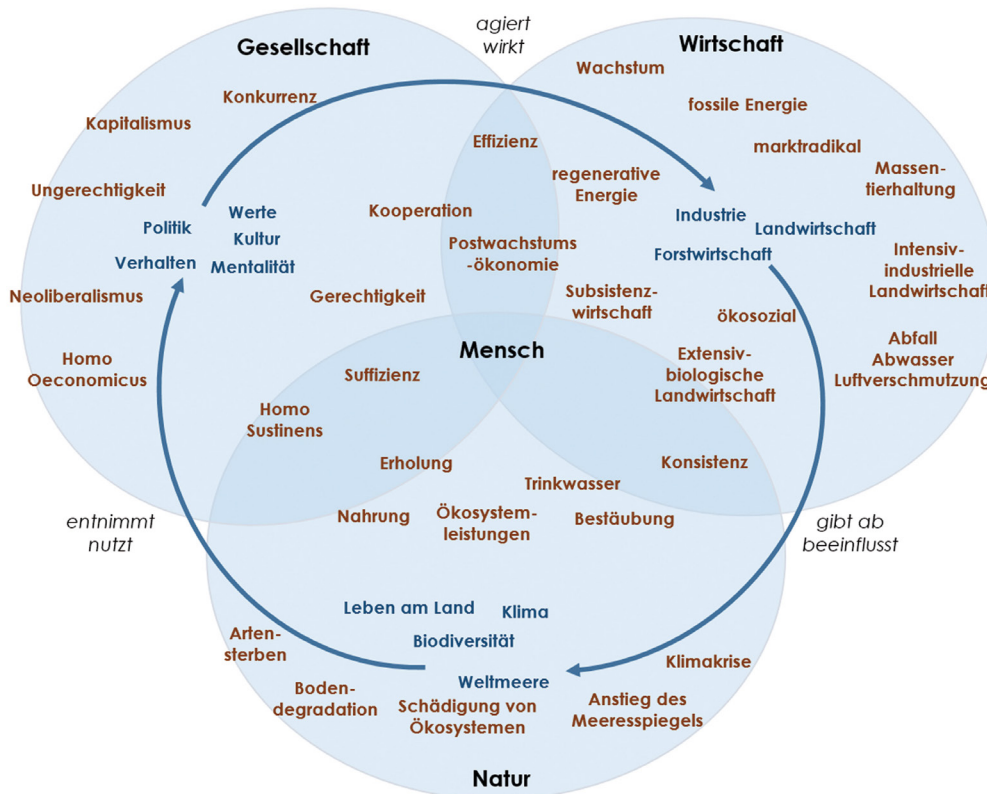 agiert
wirkt
Gesellschaft
Wirtschaft
Wachstum
Konkurrenz
fossile Energie
Kapitalismus
Effizienz
marktradikal
regenerative
Energie
Massen-
tierhaltung
Ungerechtigkeit
Werte
Kooperation
Industrie
Politik
Landwirtschaft
Kultur
Postwachstums
-ökonomie
Forstwirtschaft
Verhalten
Mentalität
Intensiv-
industrielle
Landwirtschaft
Neoliberalismus
Gerechtigkeit
Subsistenz-
wirtschaft
ökosozial
Mensch
Abfall
Abwasser
Luftverschmutzung
Homo
Oeconomicus
Suffizienz
Extensiv-
biologische
Landwirtschaft
Homo
Sustinens
Erholung
Konsistenz
Trinkwasser
Nahrung
Ökosystem-
leistungen
Bestäubung
entnimmt
nutzt
gibt ab
beeinflusst
Leben am Land
Klima
Biodiversität
Arten-
sterben
Klimakrise
Weltmeere
Boden-
degradation
Schädigung von
Ökosystemen
Anstieg des
Meeresspiegels
Natur